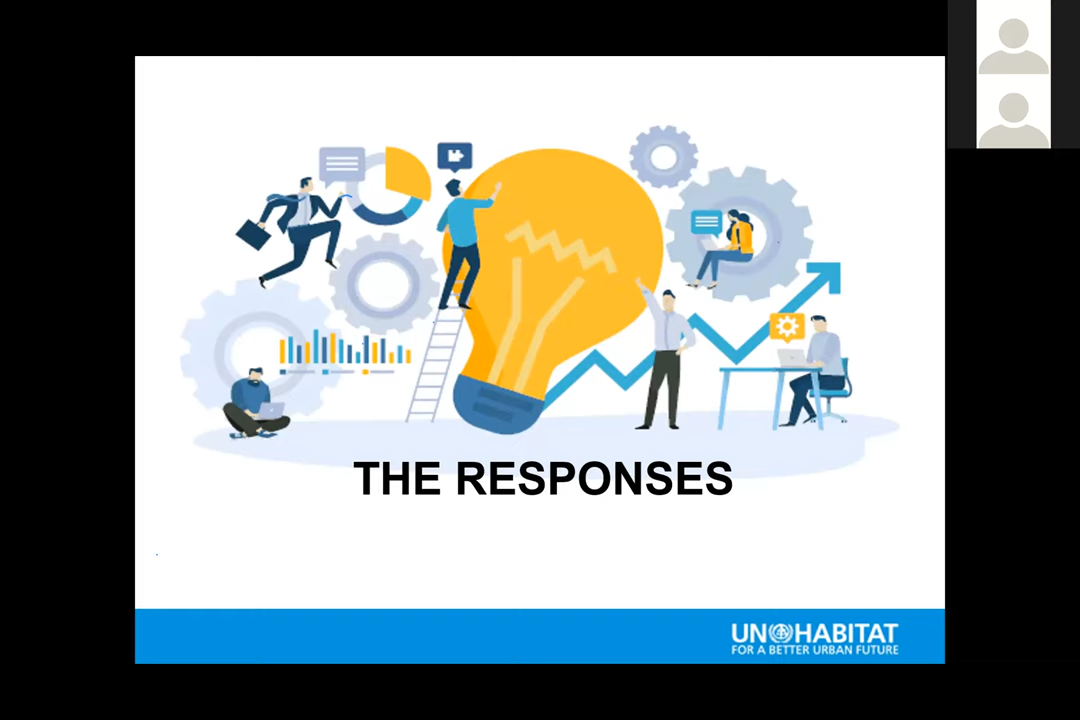 THE RESPONSES
UN HABITAT
FOR A BETTER URBAN FUTURE